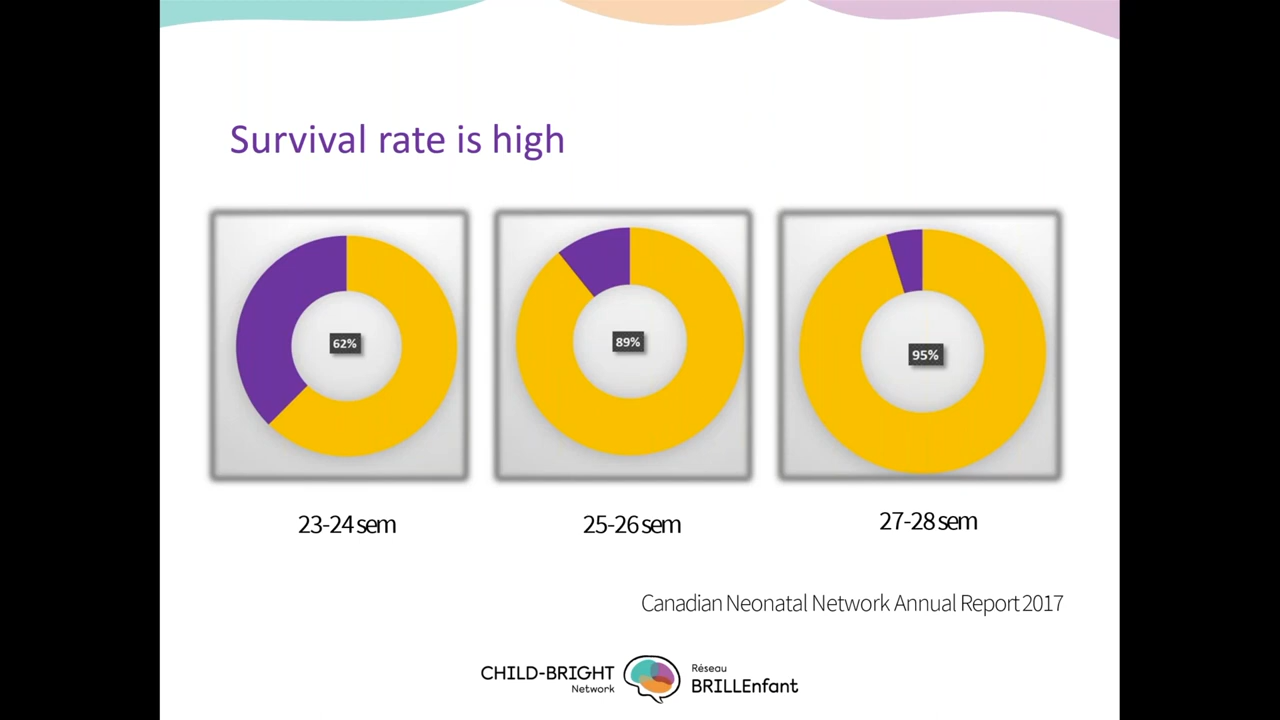 Survival rate is high
62%
89%
95%
23-24 sem
25-26 sem
27-28 sem
Canadian Neonatal Network Annual Report 2017
CHILD-BRIGHT
Network
Réseau
BRILLEnfant